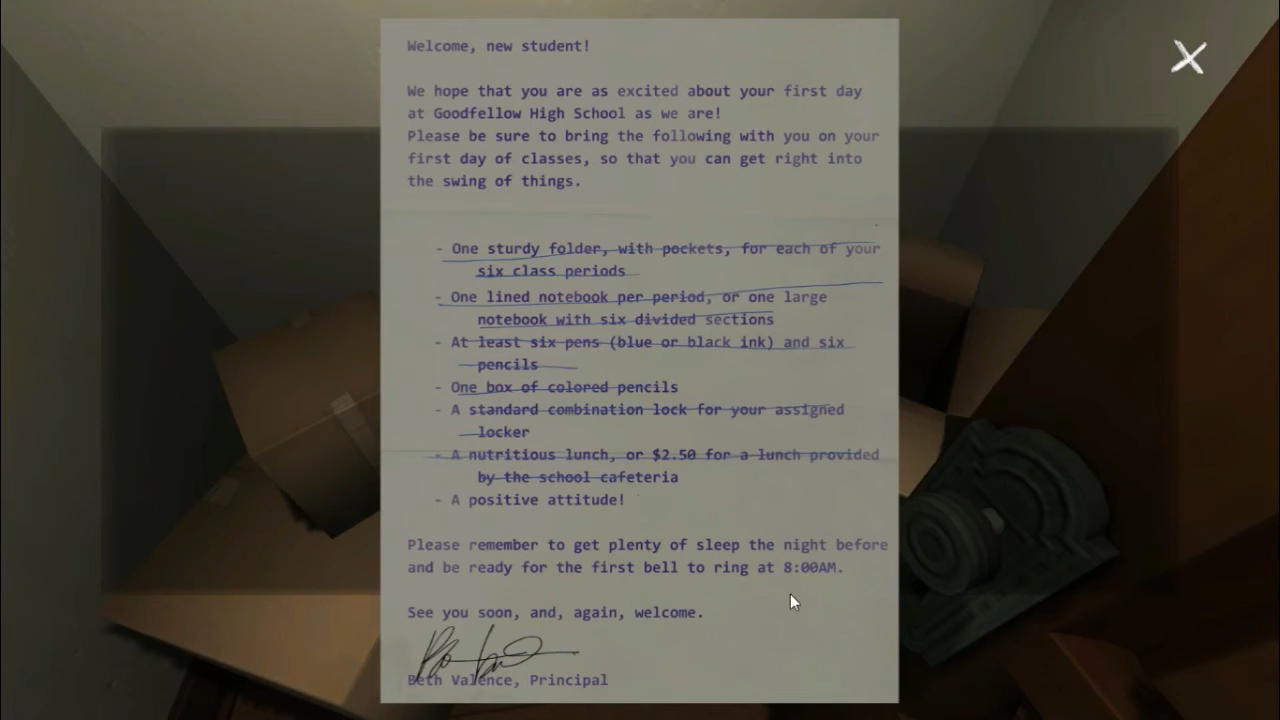 Welcome, new student!
We hope that you are as excited about your first day
at Goodfellow High School as we are!
Please be sure to bring the following with you on your
first day of classes, so that you can get right into
the swing of things.
- One sturdy folder, with pockets, for each of your
six class periods
- One lined notebook per period, or one large
notebook with six divided sections
- At least six pens (blue or black ink) and six
pencils
- One box of colored pencils
- A standard combination lock for your assigned
locker
- A nutritious lunch, or $2.50 for a lunch provided
by the school cafeteria
- A positive attitude!
Please remember to get plenty of sleep the night before
and be ready for the first bell to ring at 8:00AM.
See you soon, and, again, welcome.
Beth Valence, Principal